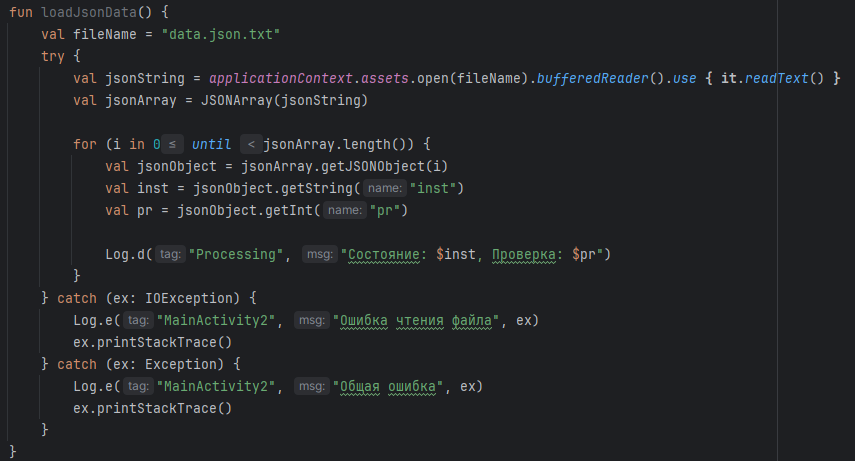 fun loadJsonData() {
    val fileName = "data.json.txt"
    try {
        val jsonString = applicationContext.assets.open(fileName).bufferedReader().use { it.readText() }
        val jsonArray = JSONArray(jsonString)

        for (i in 0 ≤ until < jsonArray.length()) {
            val jsonObject = jsonArray.getJSONObject(i)
            val inst = jsonObject.getString( name: "inst")
            val pr = jsonObject.getInt( name: "pr")

            Log.d( tag: "Processing", msg: "Состояние: $inst, Проверка: $pr")
        }
    } catch (ex: IOException) {
        Log.e( tag: "MainActivity2", msg: "Ошибка чтения файла", ex)
        ex.printStackTrace()
    } catch (ex: Exception) {
        Log.e( tag: "MainActivity2", msg: "Общая ошибка", ex)
        ex.printStackTrace()
    }
}